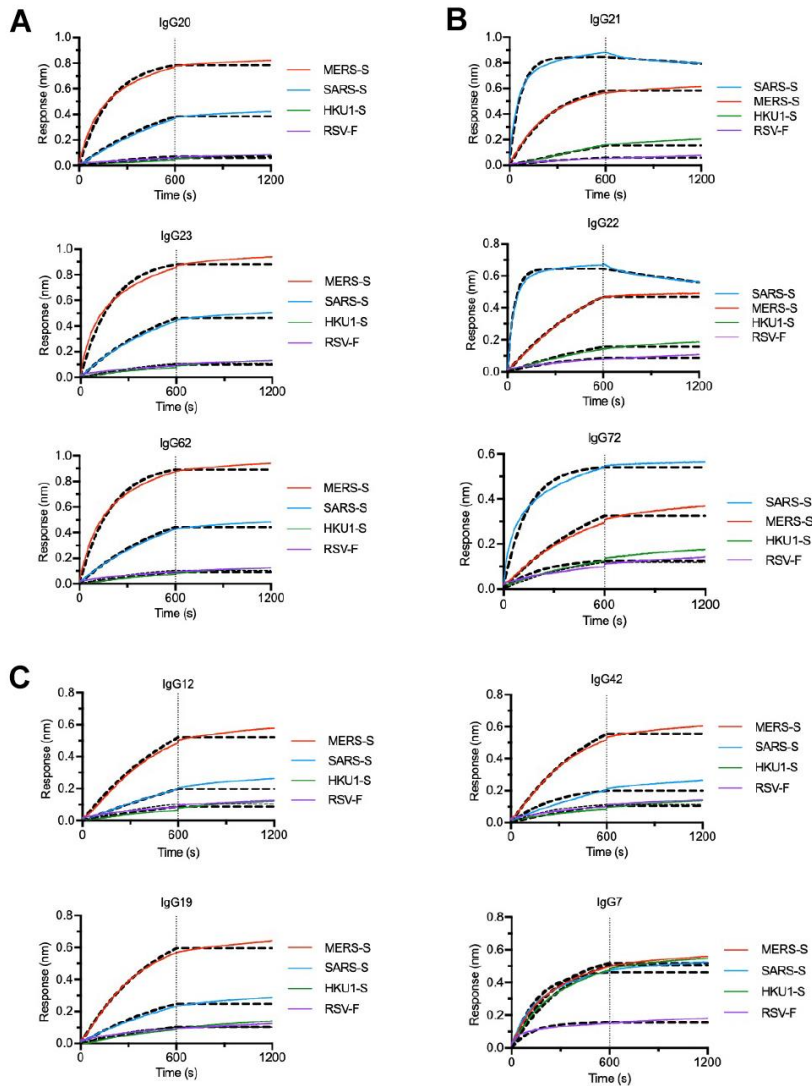 A
IgG20
Response (nm)
1.0
0.8
0.6
0.4
0.2
0.0
0
600
1200
Time (s)
MERS-S
SARS-S
HKU1-S
RSV-F
IgG23
Response (nm)
1.0
0.8
0.6
0.4
0.2
0.0
0
600
1200
Time (s)
MERS-S
SARS-S
HKU1-S
RSV-F
IgG62
Response (nm)
1.0
0.8
0.6
0.4
0.2
0.0
0
600
1200
Time (s)
MERS-S
SARS-S
HKU1-S
RSV-F
B
IgG21
Response (nm)
1.0
0.8
0.6
0.4
0.2
0.0
0
600
1200
Time (s)
SARS-S
MERS-S
HKU1-S
RSV-F
IgG22
Response (nm)
0.8
0.6
0.4
0.2
0.0
0
600
1200
Time (s)
SARS-S
MERS-S
HKU1-S
RSV-F
IgG72
Response (nm)
0.6
0.4
0.2
0.0
0
600
1200
Time (s)
SARS-S
MERS-S
HKU1-S
RSV-F
C
IgG12
Response (nm)
0.8
0.6
0.4
0.2
0.0
0
600
1200
Time (s)
MERS-S
SARS-S
HKU1-S
RSV-F
IgG42
Response (nm)
0.8
0.6
0.4
0.2
0.0
0
600
1200
Time (s)
MERS-S
SARS-S
HKU1-S
RSV-F
IgG19
Response (nm)
0.8
0.6
0.4
0.2
0.0
0
600
1200
Time (s)
MERS-S
SARS-S
HKU1-S
RSV-F
IgG7
Response (nm)
0.8
0.6
0.4
0.2
0.0
0
600
1200
Time (s)
MERS-S
SARS-S
HKU1-S
RSV-F